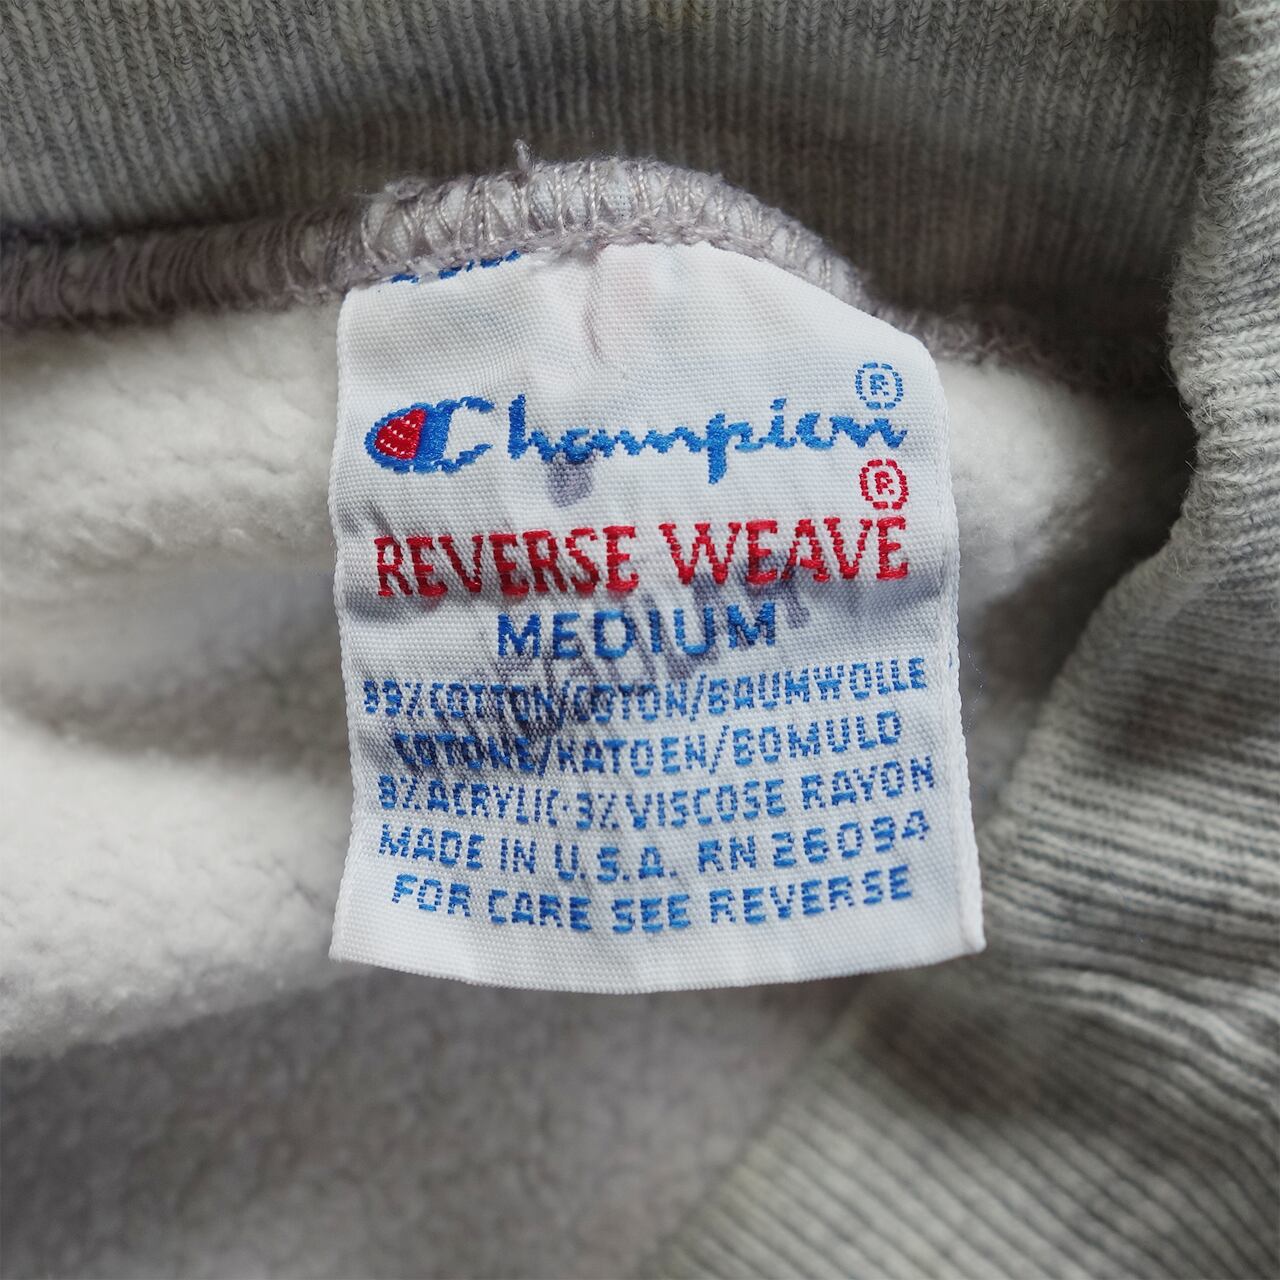 Champion®
®
REVERSE WEAVE
MEDIUM
89% COTTON/COTON/BAUMWOLLE
COTONE/KATOEN/BOMULD
8% ACRYLIC·3% VISCOSE RAYON
MADE IN U.S.A. RN 26094
FOR CARE SEE REVERSE